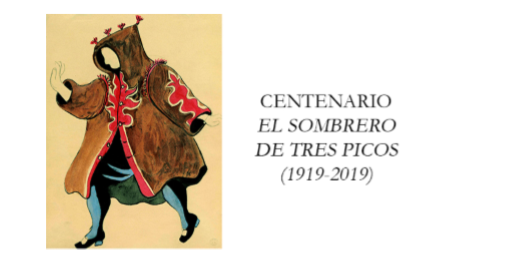 CENTENARIO
EL SOMBRERO
DE TRES PICOS
(1919-2019)